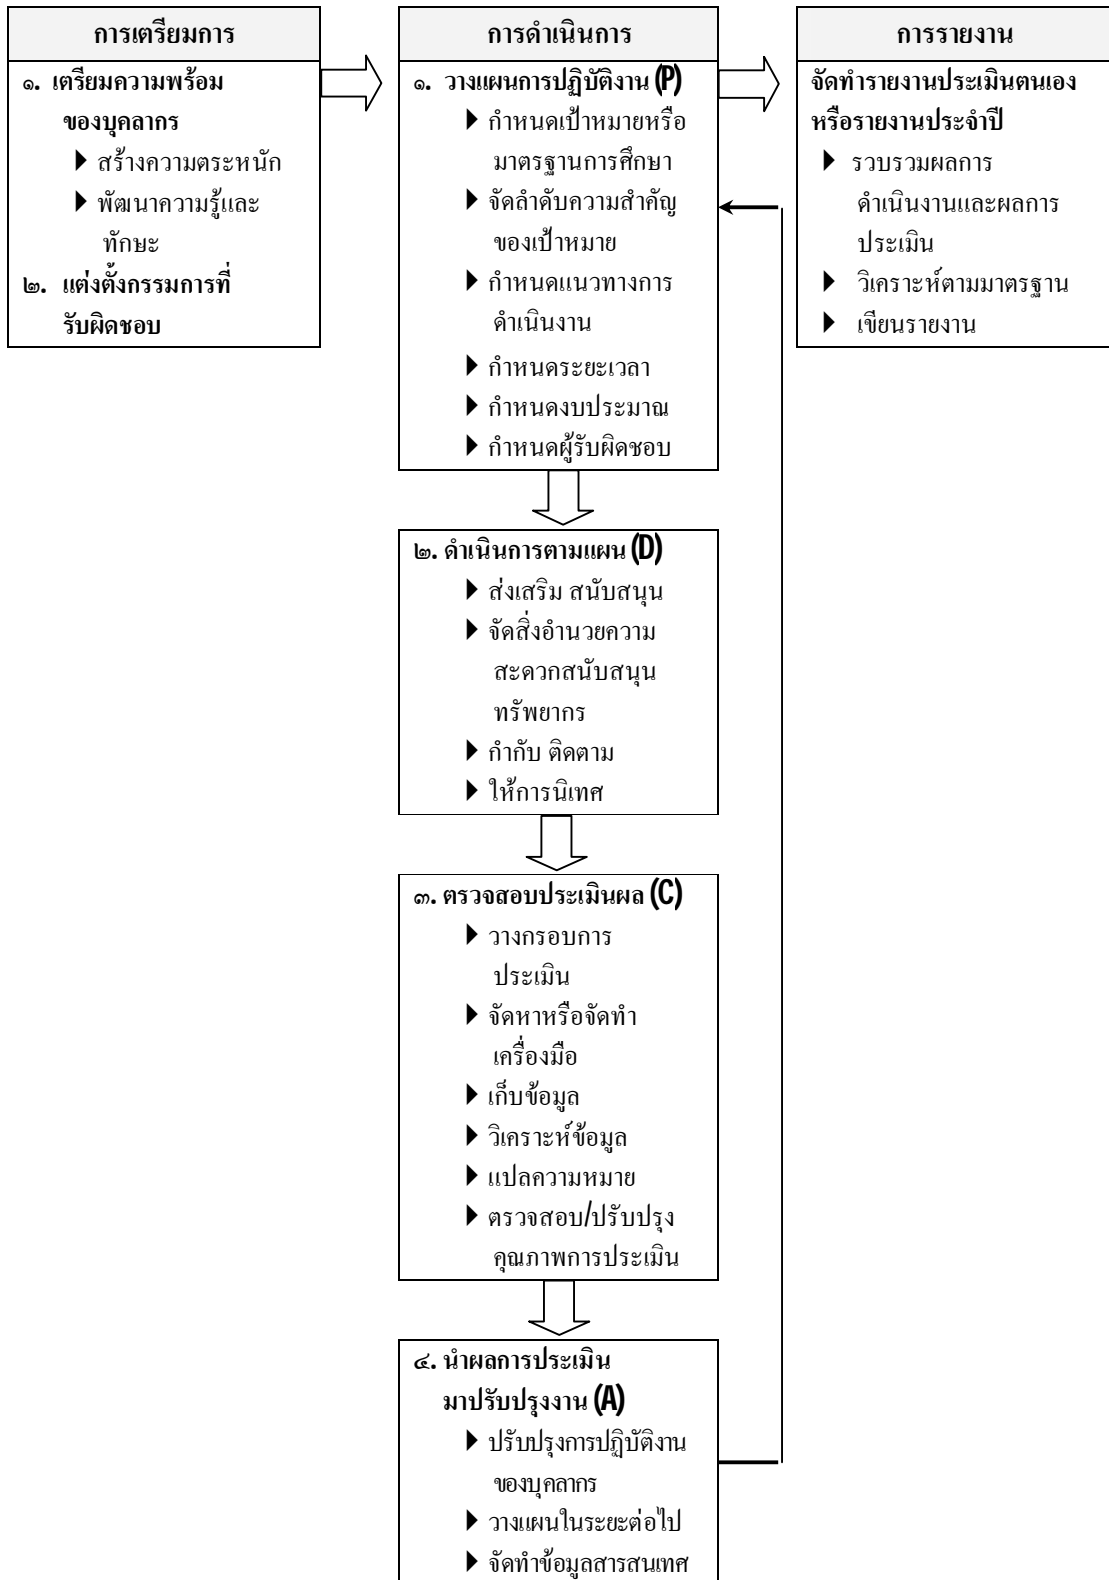 การเตรียมการ
๑. เตรียมความพร้อม
ของบุคลากร
สร้างความตระหนัก
พัฒนาความรู้และ
ทักษะ
๒. แต่งตั้งกรรมการที่
รับผิดชอบ
การดำเนินการ
๑. วางแผนการปฏิบัติงาน (P)
กำหนดเป้าหมายหรือ
มาตรฐานการศึกษา
จัดลำดับความสำคัญ
ของเป้าหมาย
กำหนดแนวทางการ
ดำเนินงาน
กำหนดระยะเวลา
กำหนดงบประมาณ
กำหนดผู้รับผิดชอบ
๒. ดำเนินการตามแผน (D)
ส่งเสริม สนับสนุน
จัดสิ่งอำนวยความ
สะดวกสนับสนุน
ทรัพยากร
กำกับ ติดตาม
ให้การนิเทศ
๓. ตรวจสอบประเมินผล (C)
วางกรอบการ
ประเมิน
จัดหาหรือจัดทำ
เครื่องมือ
เก็บข้อมูล
วิเคราะห์ข้อมูล
แปลความหมาย
ตรวจสอบ/ปรับปรุง
คุณภาพการประเมิน
๔. นำผลการประเมิน
มาปรับปรุงงาน (A)
ปรับปรุงการปฏิบัติงาน
ของบุคลากร
วางแผนในระยะต่อไป
จัดทำข้อมูลสารสนเทศ
การรายงาน
จัดทำรายงานประเมินตนเอง
หรือรายงานประจำปี
รวบรวมผลการ
ดำเนินงานและผลการ
ประเมิน
วิเคราะห์ตามมาตรฐาน
เขียนรายงาน